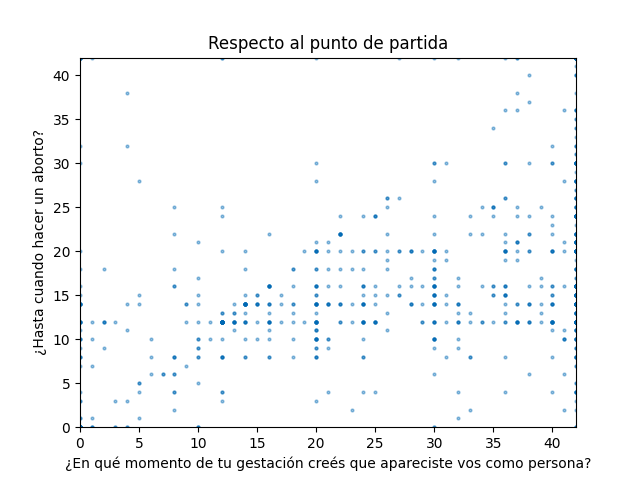 Respecto al punto de partida
¿Hasta cuando hacer un aborto?
40
35
30
25
20
15
10
5
0
0 5 10 15 20 25 30 35 40
¿En qué momento de tu gestación creés que apareciste vos como persona?